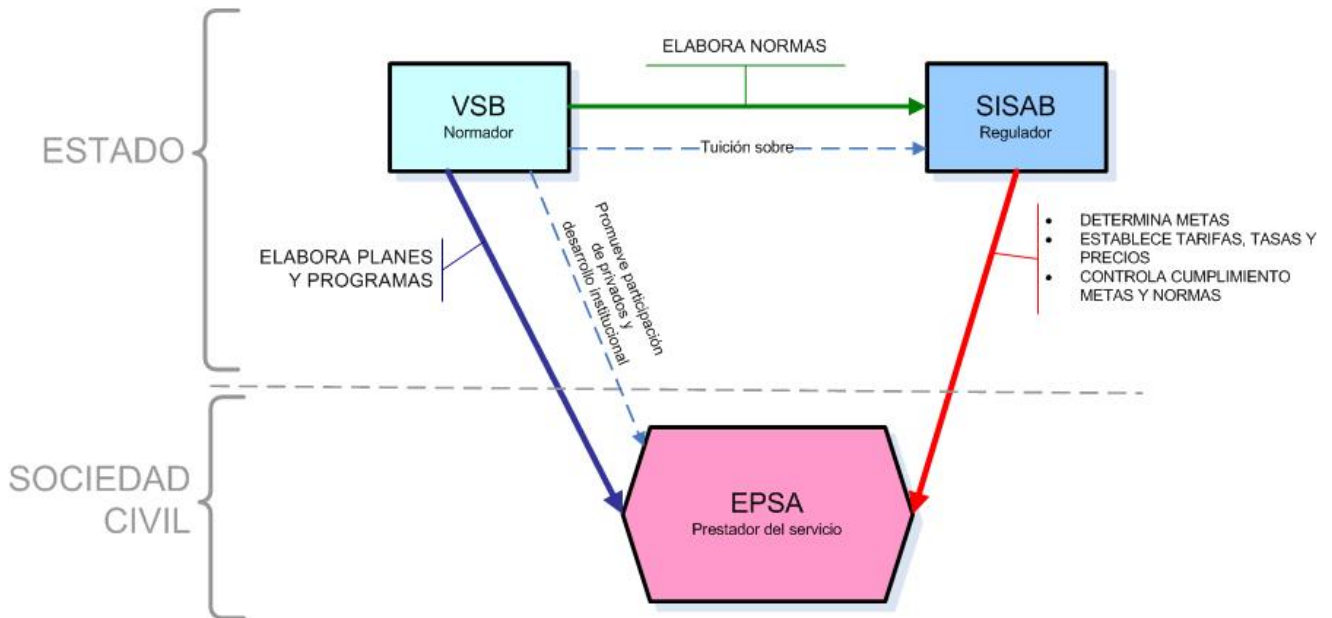 ELABORA NORMAS
ESTADO
VSB
Normador
SISAB
Regulador
Tuición sobre
ELABORA PLANES
Y PROGRAMAS
Promueve participación
de privados y
desarrollo institucional
• DETERMINA METAS
• ESTABLECE TARIFAS, TASAS Y
PRECIOS
• CONTROLA CUMPLIMIENTO
METAS Y NORMAS
SOCIEDAD
CIVIL
EPSA
Prestador del servicio